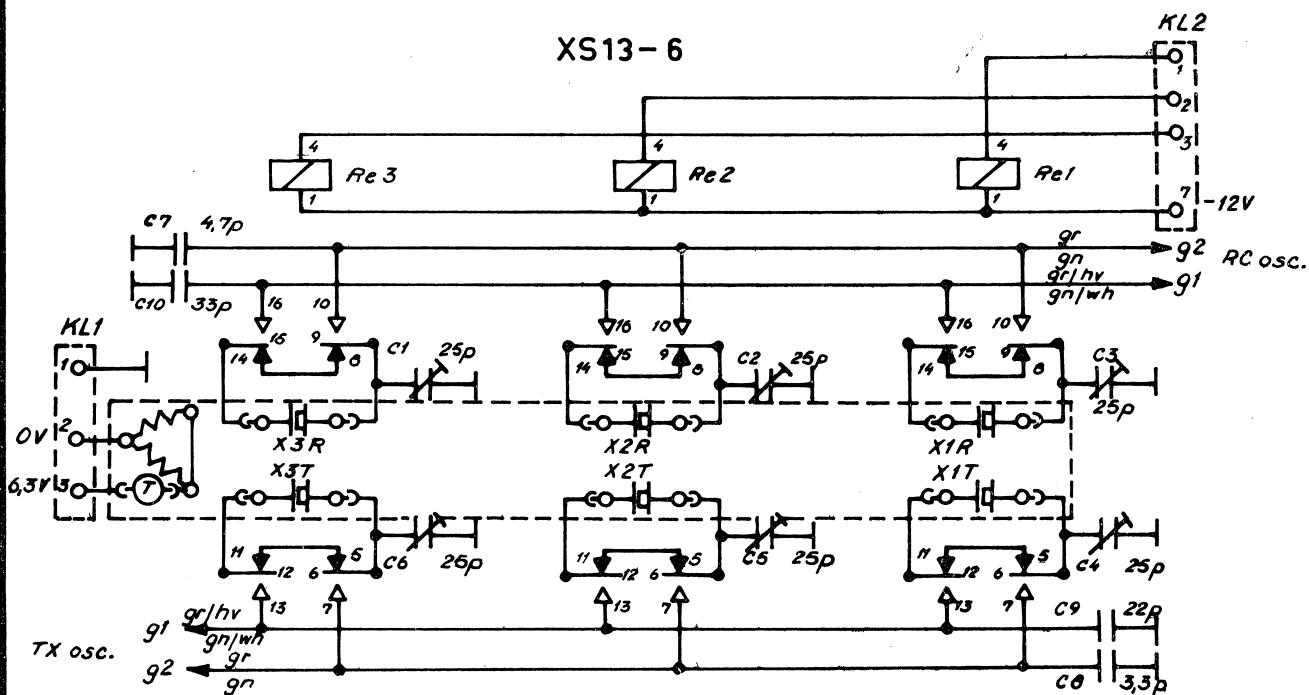 XS13-6
KL2
1
2
3
4 4 4
Re3 Re2 Re1
1 1 1
7 -12V
C7 4,7p
gr
gn
g2 RC osc.
C10 33p
gr/hv
gn/wh
g1
16 10 16 10 16 10
KL1
15 9 15 9 15 9
14 8 14 8 14 8
C1 25p C2 25p C3 25p
1
0V 2
6,3V 3
T
X3R X2R X1R
X3T X2T X1T
11 5 11 5 11 5
12 6 12 6 12 6
C6 25p C5 25p C4 25p
13 7 13 7 13 7
TX osc.
g1 gr/hv
gn/wh
C9 22p
g2 gr
gn
C8 3,3p